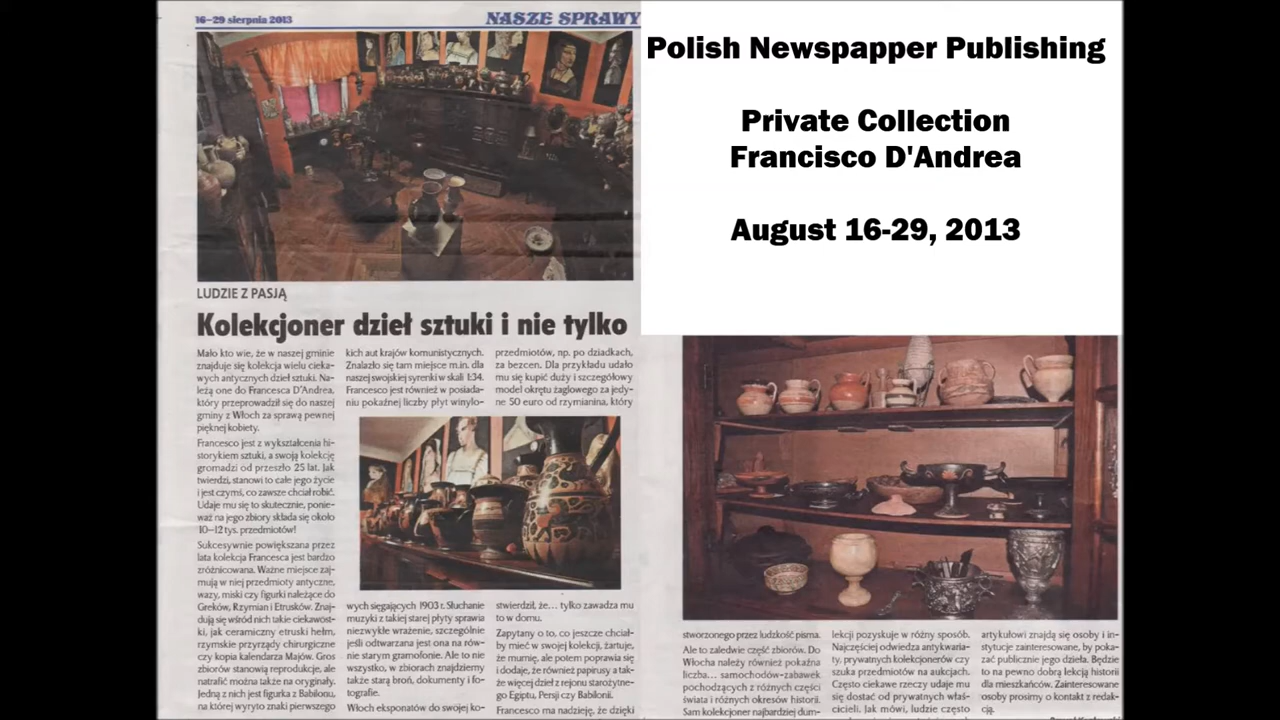 16–29 sierpnia 2013
NASZE SPRAWY
Polish Newspapper Publishing
Private Collection
Francisco D'Andrea
August 16-29, 2013
LUDZIE Z PASJĄ
Kolekcjoner dzieł sztuki i nie tylko
Mało kto wie, że w naszej gminie
znajduje się kolekcja wielu cieka-
wych antycznych dzieł sztuki. Na-
leżą one do Francesca D'Andrea,
który przeprowadził się do naszej
gminy z Włoch za sprawą pewnej
pięknej kobiety.
Francesco jest z wykształcenia hi-
storykiem sztuki, a swoją kolekcję
gromadzi od przeszło 25 lat. Jak
twierdzi, stanowi to całe jego życie
i jest czymś, co zawsze chciał robić.
Udaje mu się to skutecznie, ponie-
waż na jego zbiory składa się około
10–12 tys. przedmiotów!
Sukcesywnie powiększana przez
lata kolekcja Francesca jest bardzo
zróżnicowana. Ważne miejsce zaj-
mują w niej przedmioty antyczne,
wazy, miski czy figurki należące do
Greków, Rzymian i Etrusków. Znaj-
dują się wśród nich takie ciekawost-
ki, jak ceramiczny etruski hełm,
rzymskie przyrządy chirurgiczne
czy kopia kalendarza Majów. Gros
zbiorów stanowią reprodukcje, ale
natrafić można także na oryginały.
Jedną z nich jest figurka z Babilonu,
na której wyryto znaki pierwszego
kich aut krajów komunistycznych.
Znalazło się tam miejsce m.in. dla
naszej swojskiej syrenki w skali 1:34.
Francesco jest również w posiada-
niu pokaźnej liczby płyt winylo-
wych sięgających 1903 r. Słuchanie
muzyki z takiej starej płyty sprawia
niezwykłe wrażenie, szczególnie
jeśli odtwarzana jest ona na rów-
nie starym gramofonie. Ale to nie
wszystko, w zbiorach znajdziemy
także starą broń, dokumenty i fo-
tografie.
Włoch eksponatów do swojej ko-
przedmiotów, np. po dziadkach,
za bezcen. Dla przykładu udało
mu się kupić duży i szczegółowy
model okrętu żaglowego za jedy-
ne 50 euro od rzymianina, który
stwierdził, że... tylko zawadza mu
to w domu.
Zapytany o to, co jeszcze chciał-
by mieć w swojej kolekcji, żartuje,
że mumię, ale potem poprawia się
i dodaje, że również papirusy a tak-
że więcej dzieł z rejonu starożytne-
go Egiptu, Persji czy Babilonii.
Francesco ma nadzieję, że dzięki
stworzonego przez ludzkość pisma.
Ale to zaledwie część zbiorów. Do
Włocha należy również pokaźna
liczba... samochodów-zabawek
pochodzących z różnych części
świata i różnych okresów historii.
Sam kolekcjoner najbardziej dum-
lekcji pozyskuje w różny sposób.
Najczęściej odwiedza antykwaria-
ty, prywatnych kolekcjonerów czy
szuka przedmiotów na aukcjach.
Często ciekawe rzeczy udaje mu
się dostać od prywatnych właś-
cicieli. Jak mówi, ludzie często
artykułowi znajdą się osoby i in-
stytucje zainteresowane, by poka-
zać publicznie jego dzieła. Będzie
to na pewno dobrą lekcją historii
dla mieszkańców. Zainteresowane
osoby prosimy o kontakt z redak-
cją.